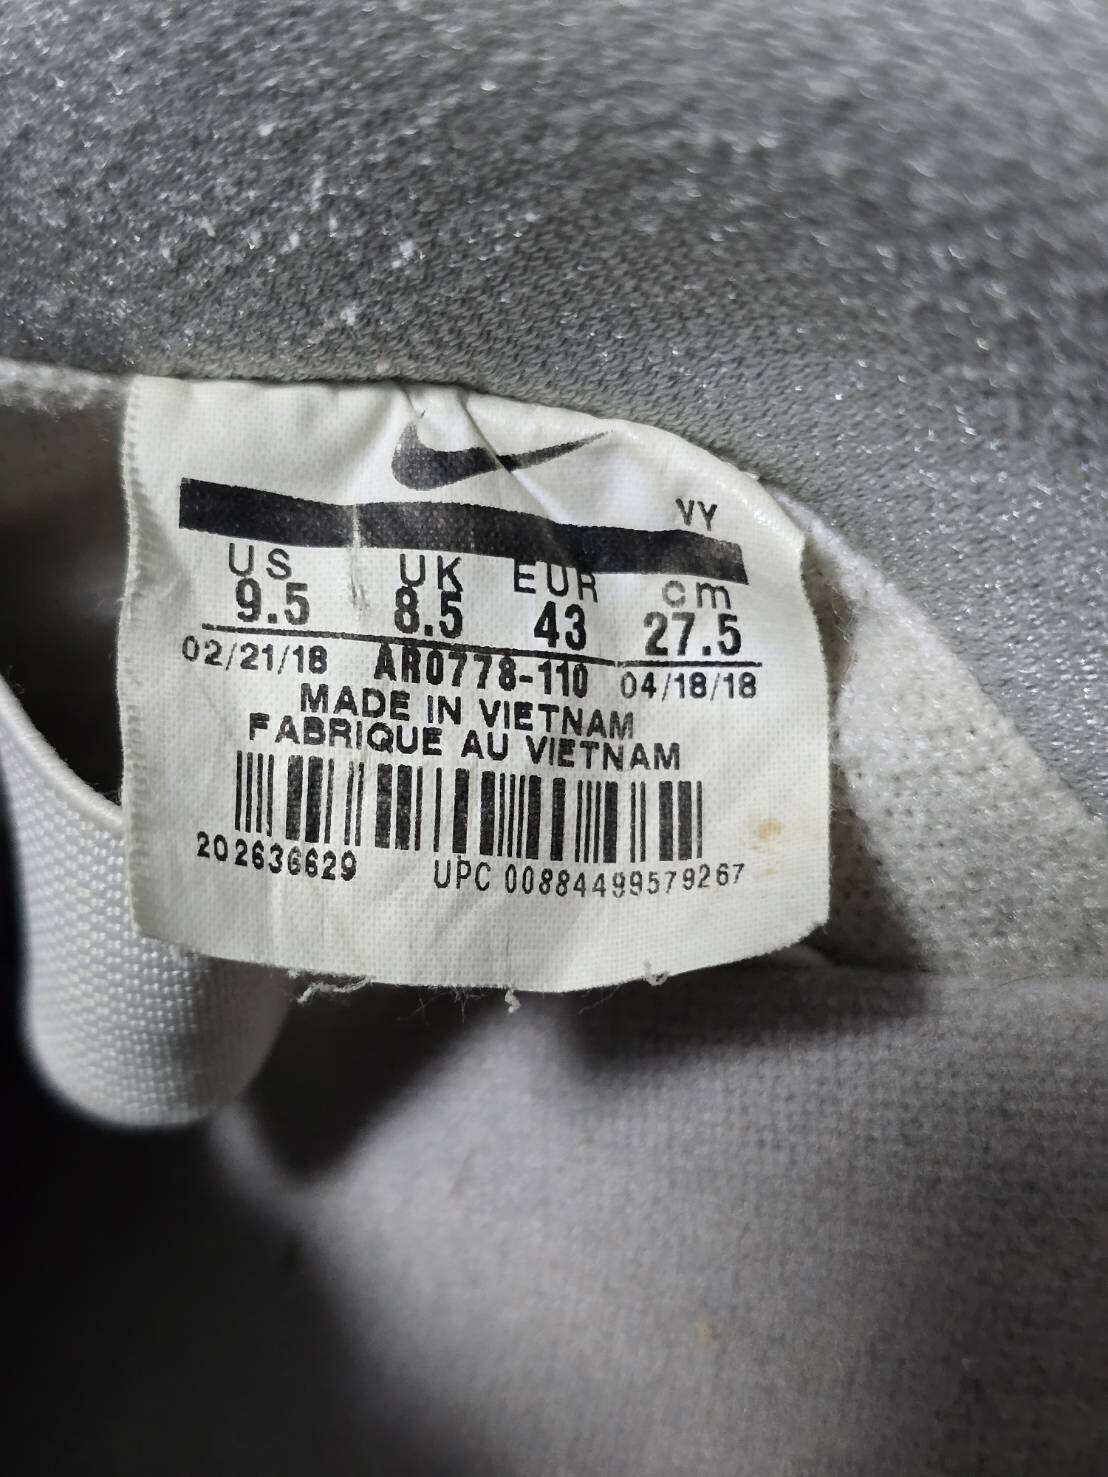 VY
US UK EUR cm
9.5 8.5 43 27.5
02/21/18 AR0778-110 04/18/18
MADE IN VIETNAM
FABRIQUE AU VIETNAM
202636629 UPC 00884499579267